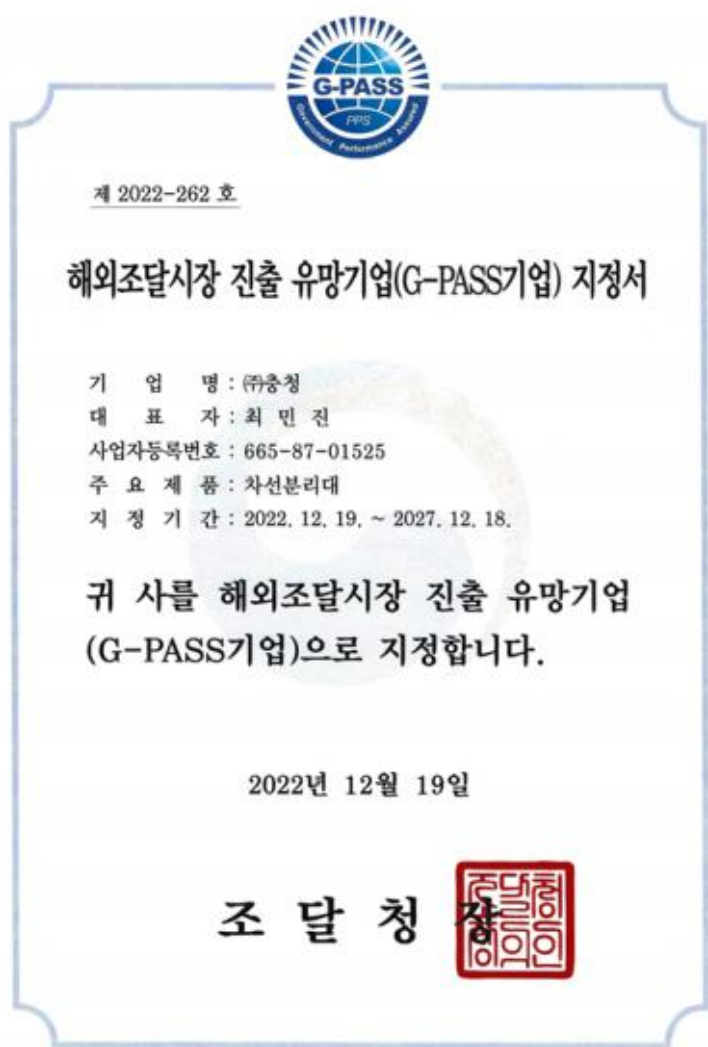 G-PASS
PPS
Government Performance Assured
제 2022-262 호
해외조달시장 진출 유망기업(G-PASS기업) 지정서
기 업 명 : ㈜충청
대 표 자 : 최 민 진
사업자등록번호 : 665-87-01525
주 요 제 품 : 차선분리대
지 정 기 간 : 2022. 12. 19. ~ 2027. 12. 18.
귀 사를 해외조달시장 진출 유망기업
(G-PASS기업)으로 지정합니다.
2022년 12월 19일
조 달 청 장